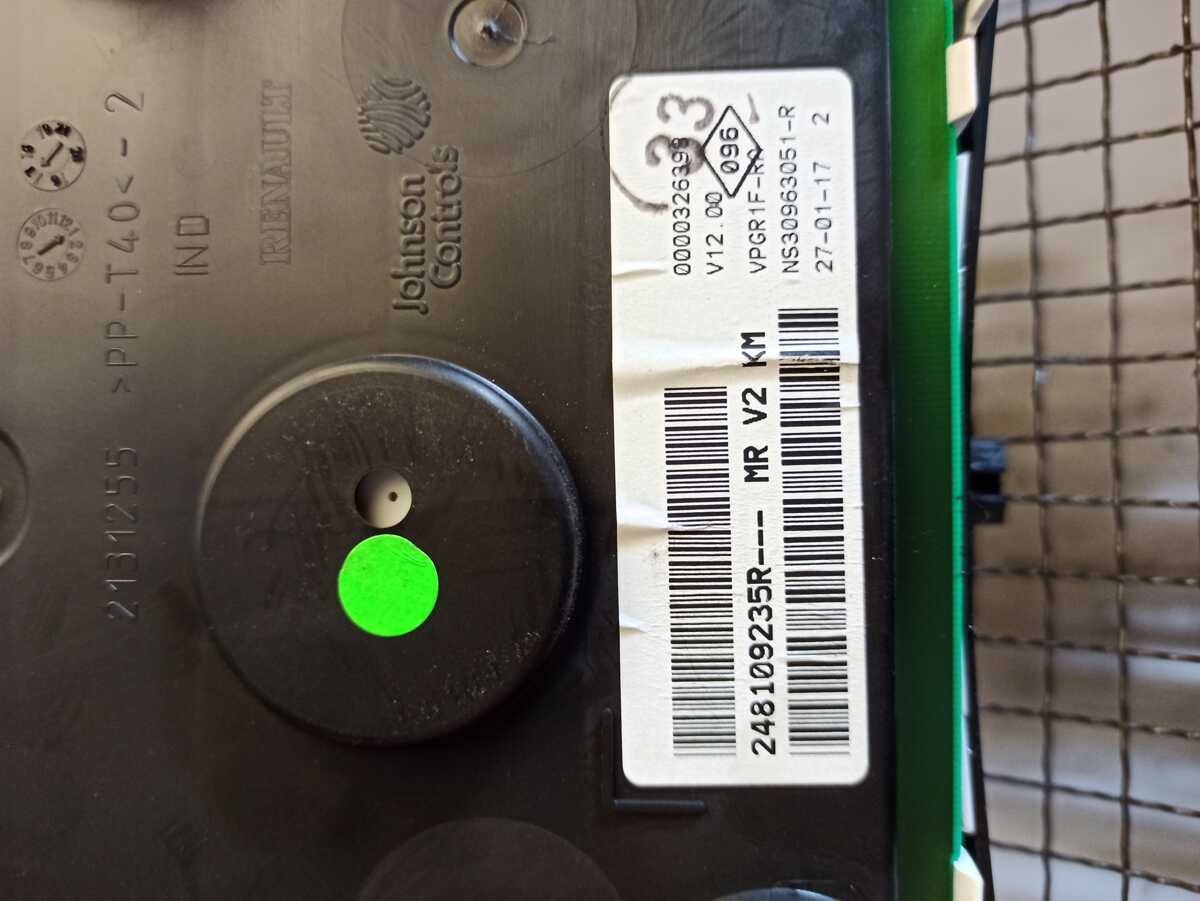 21B1255 >PP-T40<-2
IND
RENAULT
Johnson
Controls
33
0000326398
V12.00
096
VPGR1F-RA
NS30963051-R
27-01-17 2
248109235R--- MR V2 KM